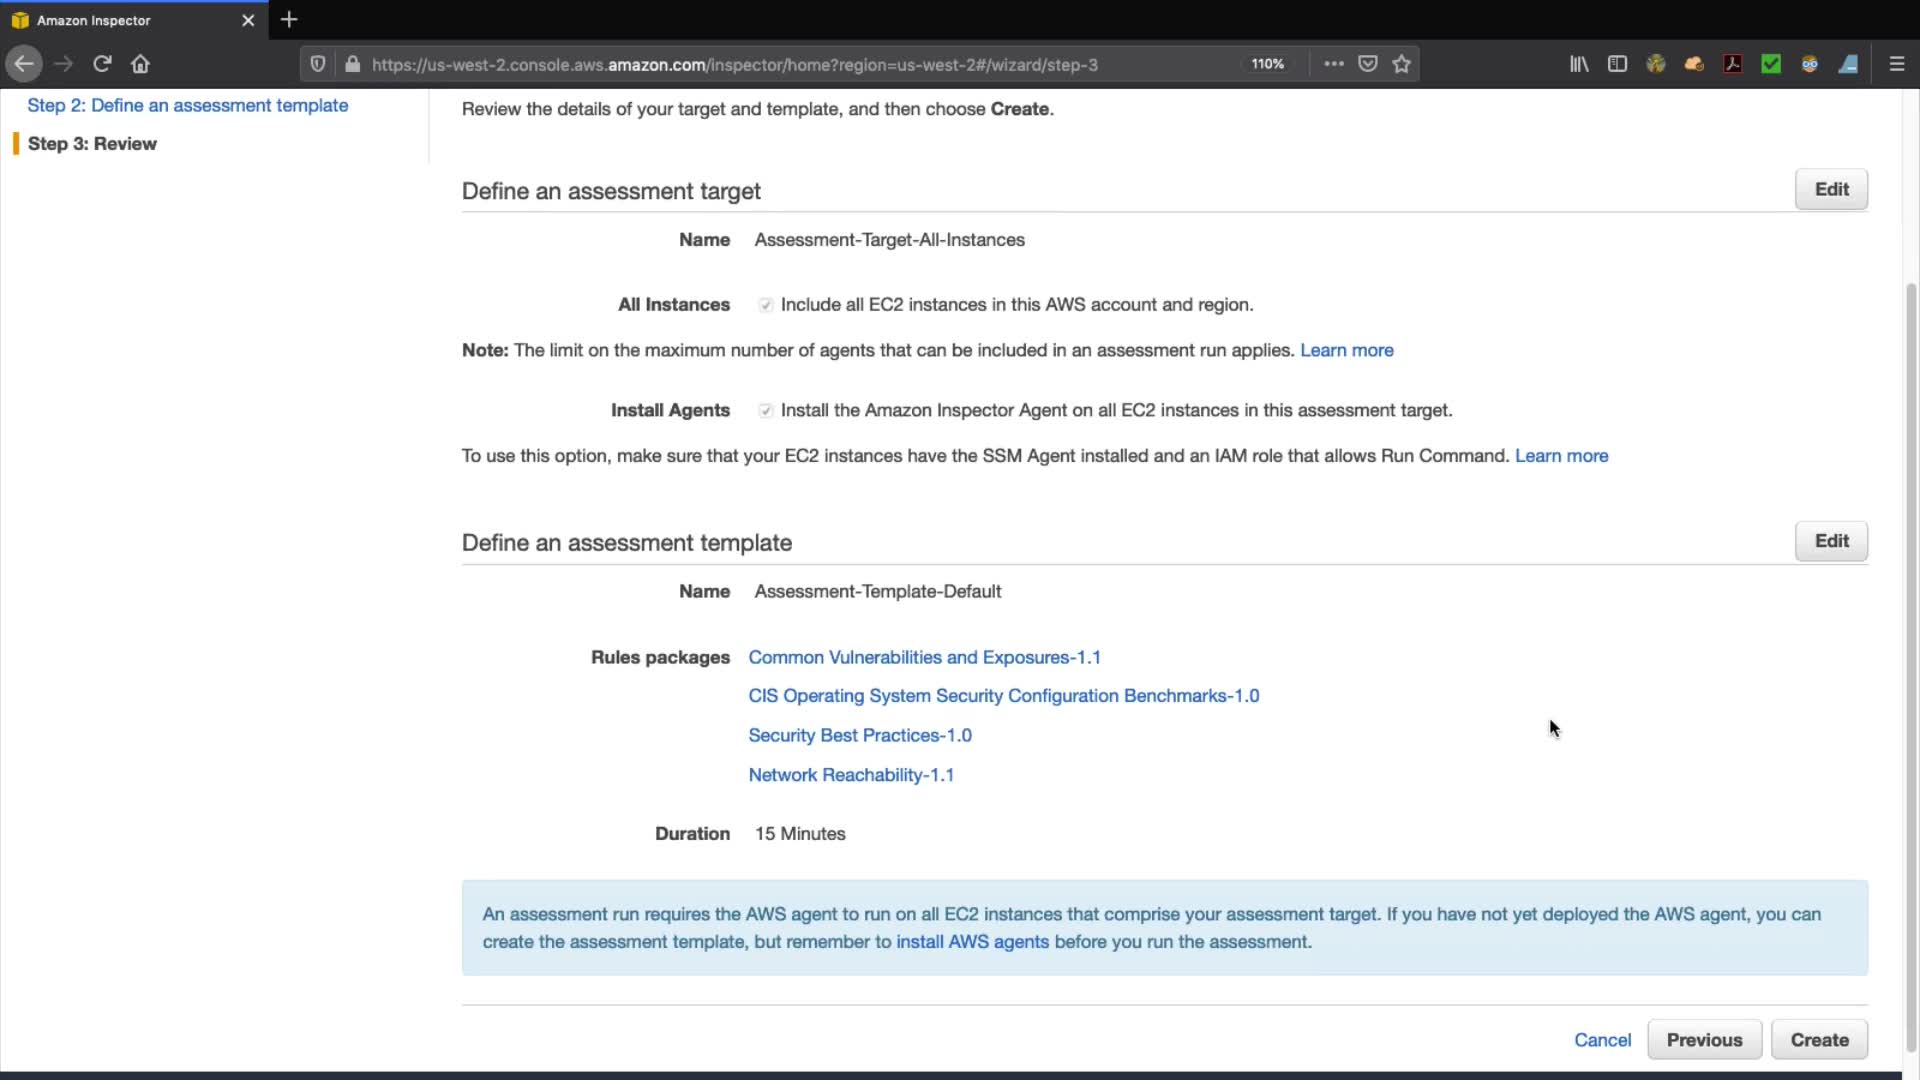 Amazon Inspector
https://us-west-2.console.aws.amazon.com/inspector/home?region=us-west-2#/wizard/step-3
110%
Step 2: Define an assessment template
Step 3: Review
Review the details of your target and template, and then choose Create.
Define an assessment target
Edit
Name Assessment-Target-All-Instances
All Instances Include all EC2 instances in this AWS account and region.
Note: The limit on the maximum number of agents that can be included in an assessment run applies. Learn more
Install Agents Install the Amazon Inspector Agent on all EC2 instances in this assessment target.
To use this option, make sure that your EC2 instances have the SSM Agent installed and an IAM role that allows Run Command. Learn more
Define an assessment template
Edit
Name Assessment-Template-Default
Rules packages Common Vulnerabilities and Exposures-1.1
CIS Operating System Security Configuration Benchmarks-1.0
Security Best Practices-1.0
Network Reachability-1.1
Duration 15 Minutes
An assessment run requires the AWS agent to run on all EC2 instances that comprise your assessment target. If you have not yet deployed the AWS agent, you can
create the assessment template, but remember to install AWS agents before you run the assessment.
Cancel Previous Create